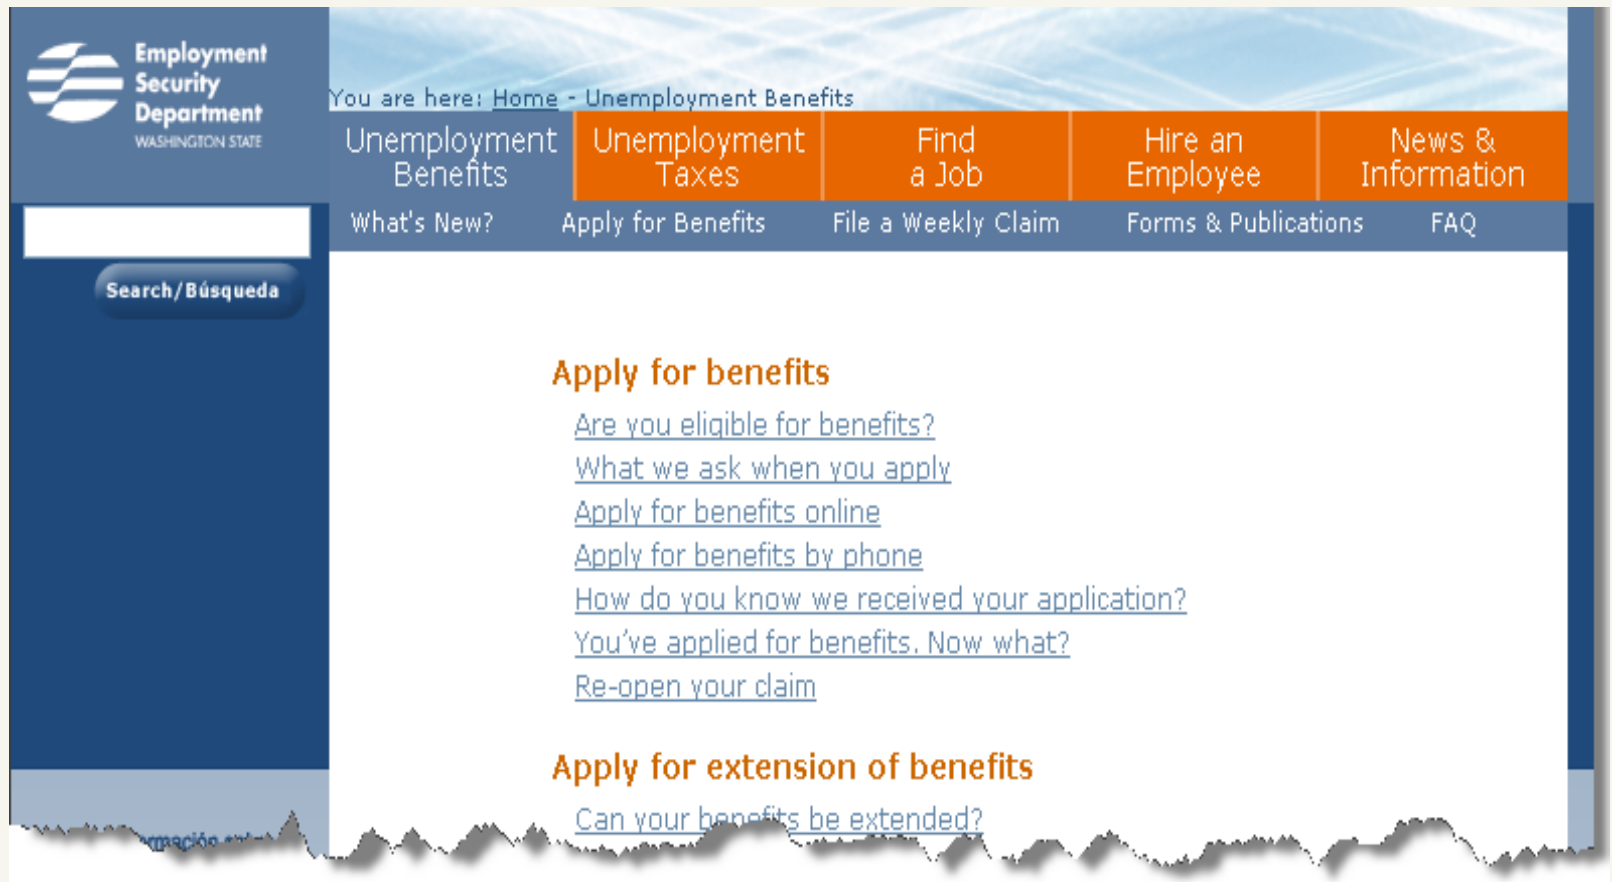 Employment
Security
Department
WASHINGTON STATE
You are here: Home - Unemployment Benefits
Unemployment
Benefits
Unemployment
Taxes
Find
a Job
Hire an
Employee
News &
Information
What's New?
Apply for Benefits
File a Weekly Claim
Forms & Publications
FAQ
Search/Búsqueda
Apply for benefits
Are you eligible for benefits?
What we ask when you apply
Apply for benefits online
Apply for benefits by phone
How do you know we received your application?
You've applied for benefits. Now what?
Re-open your claim
Apply for extension of benefits
Can your benefits be extended?